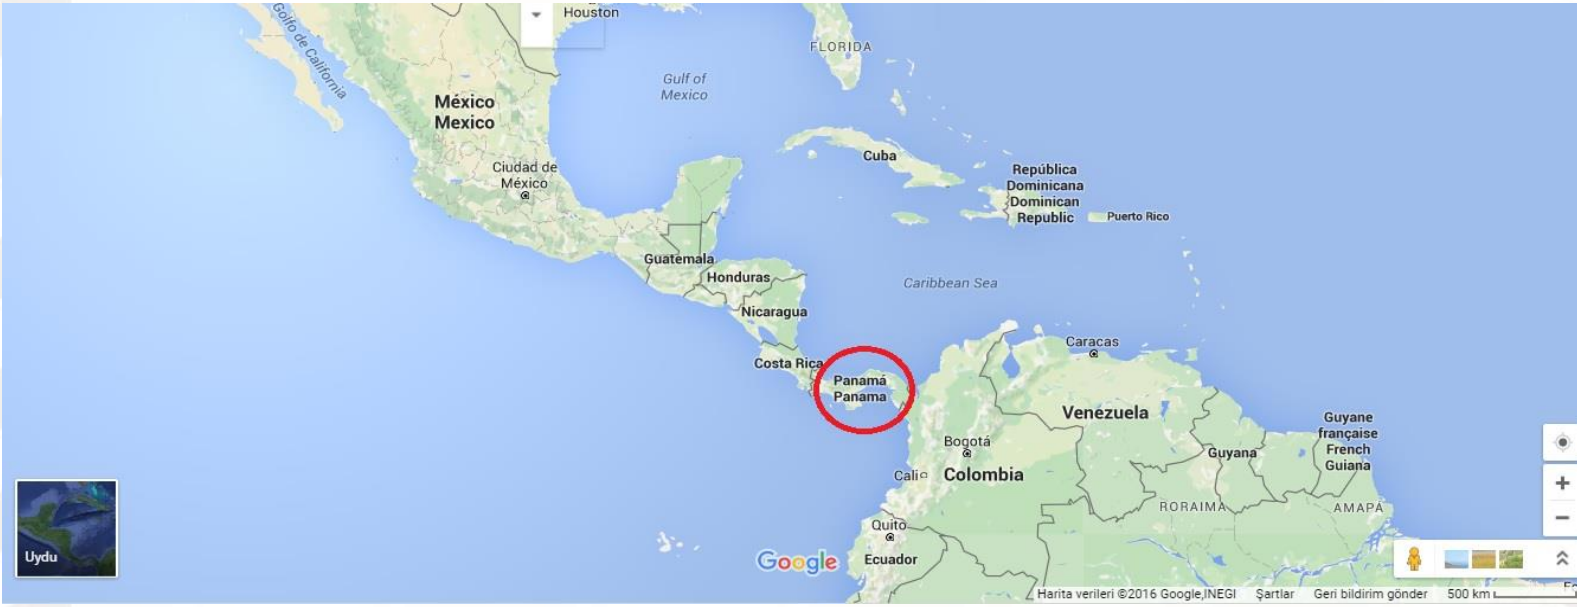 Houston
Golfo de California
FLORIDA
Gulf of
Mexico
México
Mexico
Cuba
Ciudad de
México
República
Dominicana
Dominican
Republic
Puerto Rico
Guatemala
Honduras
Caribbean Sea
Nicaragua
Caracas
Costa Rica
Panamá
Panama
Venezuela
Guyane
française
French
Guiana
Bogotá
Guyana
Cali
Colombia
RORAIMA
AMAPÁ
Quito
Uydu
Google
Ecuador
Harita verileri ©2016 Google,INEGI Şartlar Geri bildirim gönder 500 km